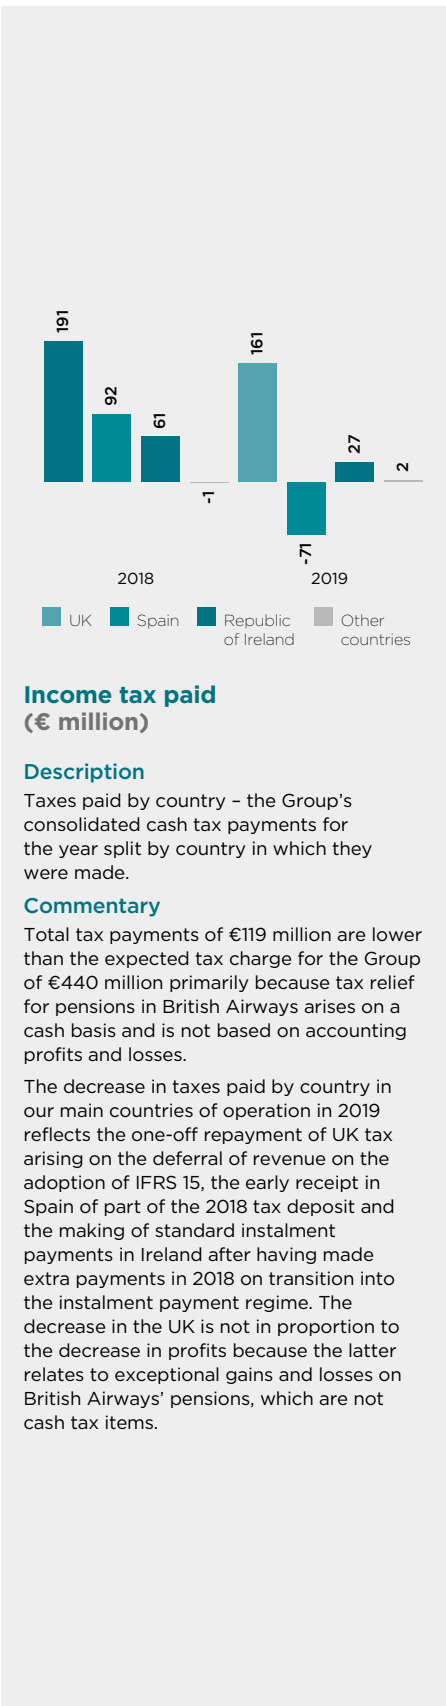 191
92
61
-1
161
-71
27
2
2018
2019
UK
Spain
Republic
of Ireland
Other
countries
Income tax paid
(€ million)
Description
Taxes paid by country – the Group’s
consolidated cash tax payments for
the year split by country in which they
were made.
Commentary
Total tax payments of €119 million are lower
than the expected tax charge for the Group
of €440 million primarily because tax relief
for pensions in British Airways arises on a
cash basis and is not based on accounting
profits and losses.
The decrease in taxes paid by country in
our main countries of operation in 2019
reflects the one-off repayment of UK tax
arising on the deferral of revenue on the
adoption of IFRS 15, the early receipt in
Spain of part of the 2018 tax deposit and
the making of standard instalment
payments in Ireland after having made
extra payments in 2018 on transition into
the instalment payment regime. The
decrease in the UK is not in proportion to
the decrease in profits because the latter
relates to exceptional gains and losses on
British Airways’ pensions, which are not
cash tax items.